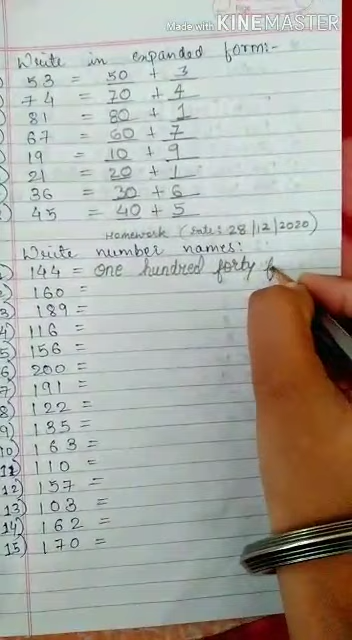 Made with KINEMASTER
Write in expanded form:-
53 = 50 + 3
74 = 70 + 4
81 = 80 + 1
67 = 60 + 7
19 = 10 + 9
21 = 20 + 1
36 = 30 + 6
45 = 40 + 5
Homework (Date: 28/12/2020)
Write number names:
144 = One hundred forty f
2) 160 =
3) 189 =
4) 116 =
5) 156 =
6) 200 =
7) 191 =
8) 122 =
9) 135 =
10) 163 =
11) 110 =
12) 157 =
13) 103 =
14) 162 =
15) 170 =